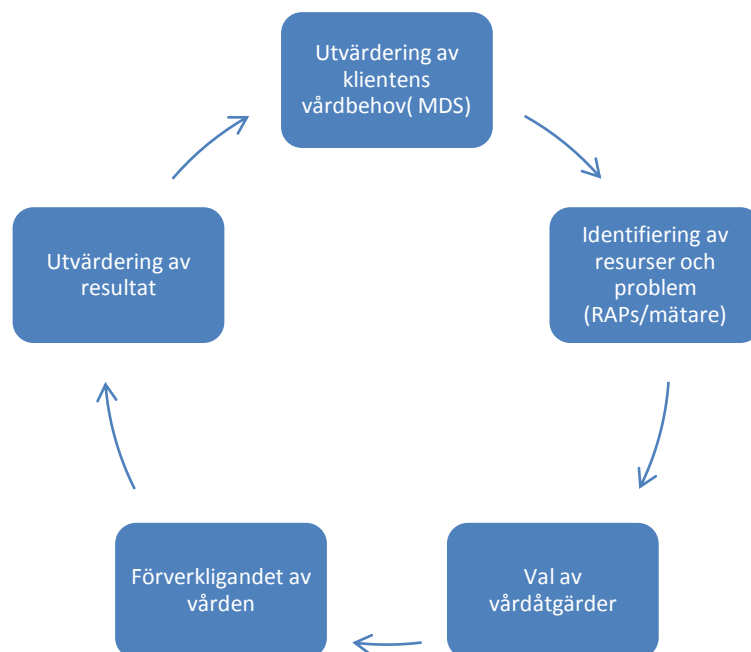 Utvärdering av
klientens
vårdbehov( MDS)
Identifiering av
resurser och
problem
(RAPs/mätare)
Val av
vårdåtgärder
Förverkligandet av
vården
Utvärdering av
resultat